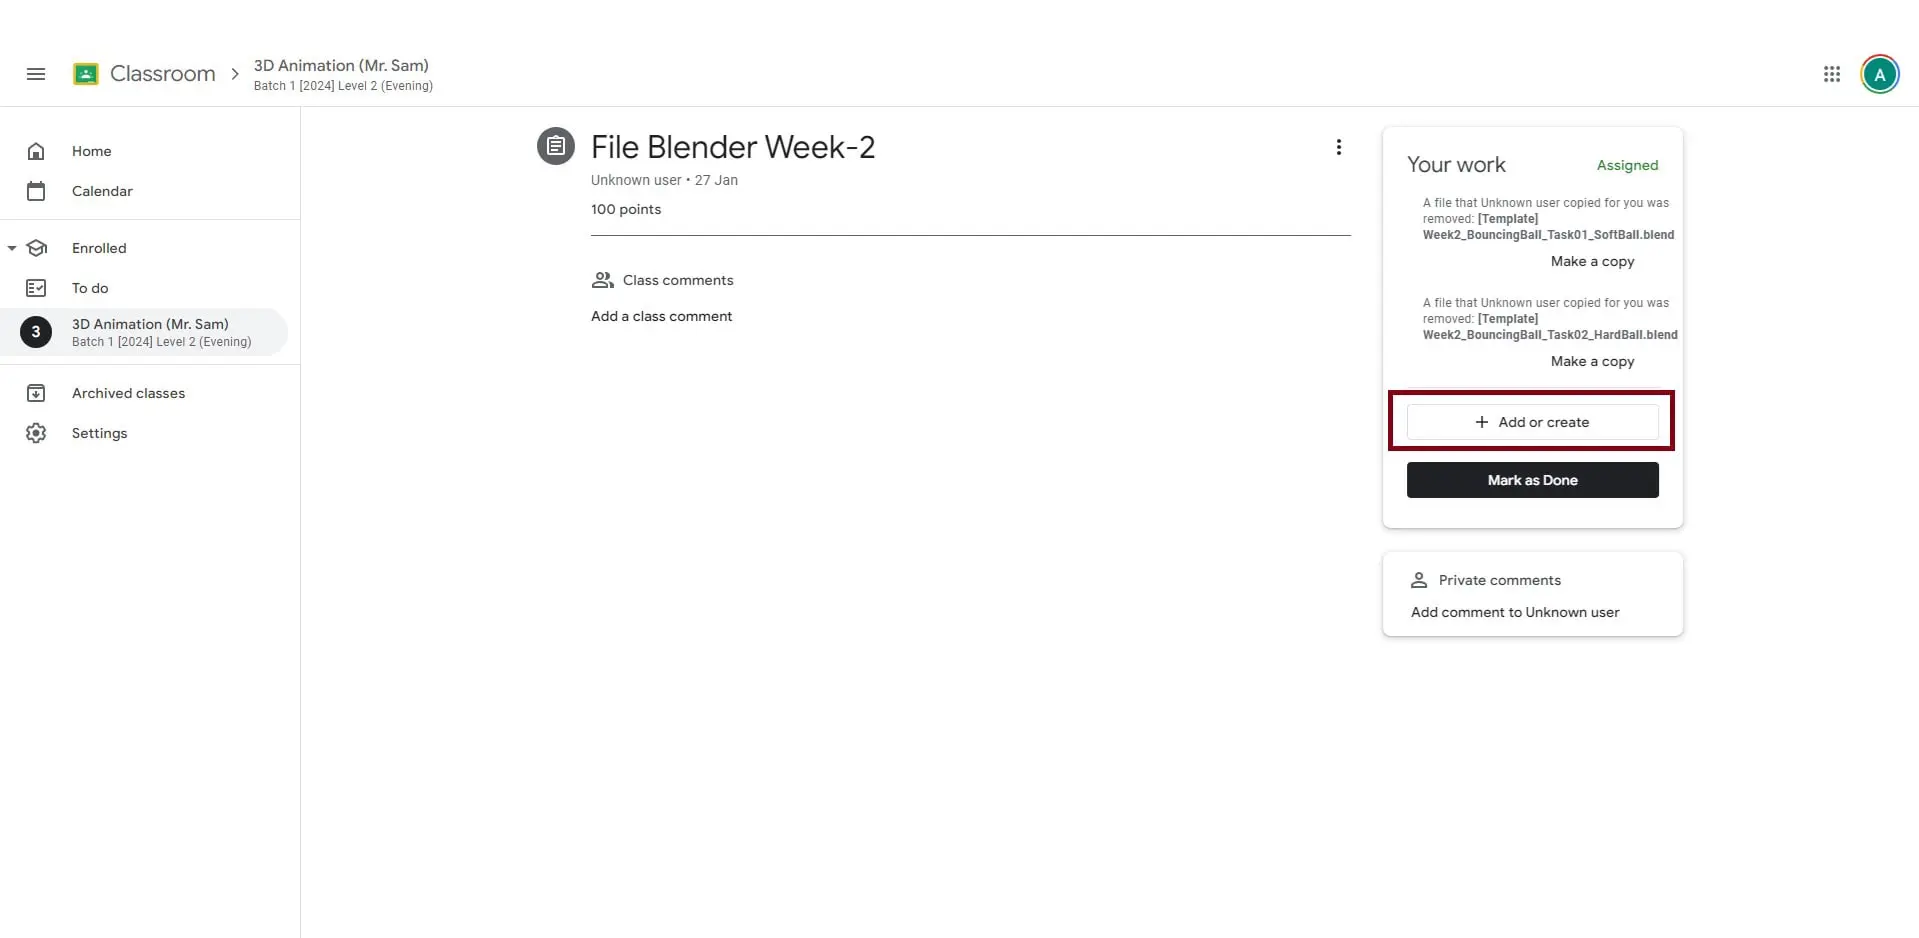 Classroom
3D Animation (Mr. Sam)
Batch 1 [2024] Level 2 (Evening)
A
Home
Calendar
Enrolled
To do
3
3D Animation (Mr. Sam)
Batch 1 [2024] Level 2 (Evening)
Archived classes
Settings
File Blender Week-2
Unknown user • 27 Jan
100 points
Class comments
Add a class comment
Your work
Assigned
A file that Unknown user copied for you was
removed: [Template]
Week2_BouncingBall_Task01_SoftBall.blend
Make a copy
A file that Unknown user copied for you was
removed: [Template]
Week2_BouncingBall_Task02_HardBall.blend
Make a copy
+ Add or create
Mark as Done
Private comments
Add comment to Unknown user